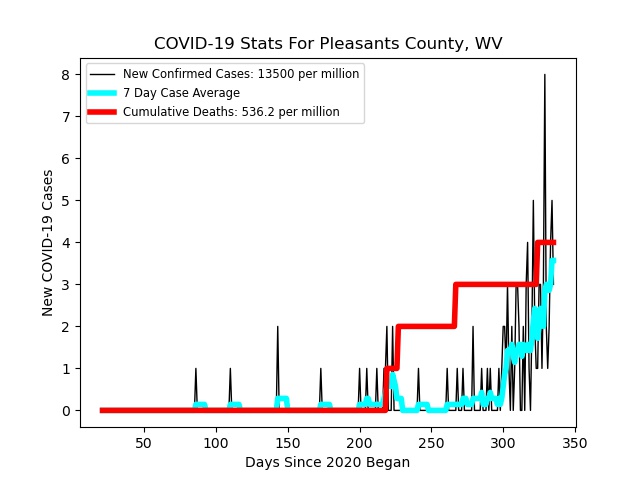 COVID-19 Stats For Pleasants County, WV
New Confirmed Cases: 13500 per million
7 Day Case Average
Cumulative Deaths: 536.2 per million
New COVID-19 Cases
8
7
6
5
4
3
2
1
0
50 100 150 200 250 300 350
Days Since 2020 Began